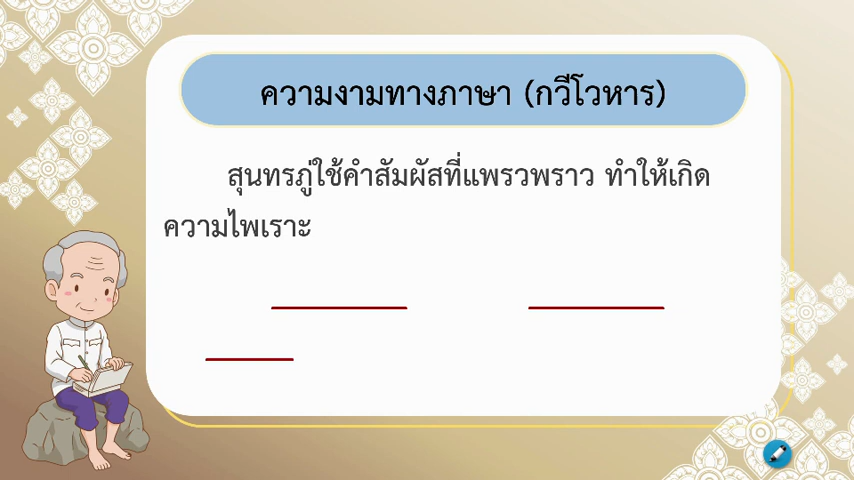 ความงามทางภาษา (กวีโวหาร)
สุนทรภู่ใช้คำสัมผัสที่แพรวพราว ทำให้เกิด
ความไพเราะ